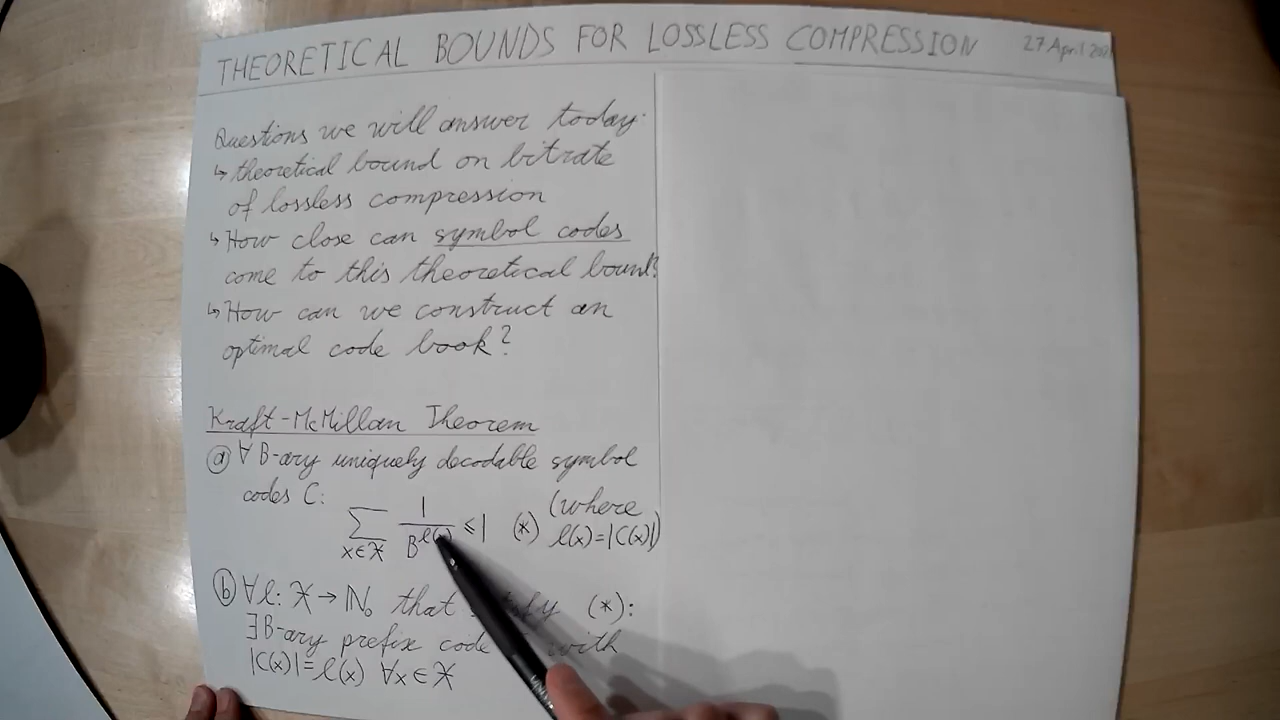 THEORETICAL BOUNDS FOR LOSSLESS COMPRESSION
27 April
Questions we will answer today:
↳ theoretical bound on bitrate
of lossless compression
↳ How close can symbol codes
come to this theoretical bound?
↳ How can we construct an
optimal code book?
Kraft-McMillan Theorem
ⓐ ∀ B-ary uniquely decodable symbol
codes C: ∑_{x∈𝒳} 1/B^{ℓ(x)} ≤ 1 (*) (where
ℓ(x)=|C(x)|)
ⓑ ∀ℓ: 𝒳 → ℕ₀ that (*):
∃ B-ary prefix code with
|C(x)|=ℓ(x) ∀x∈𝒳